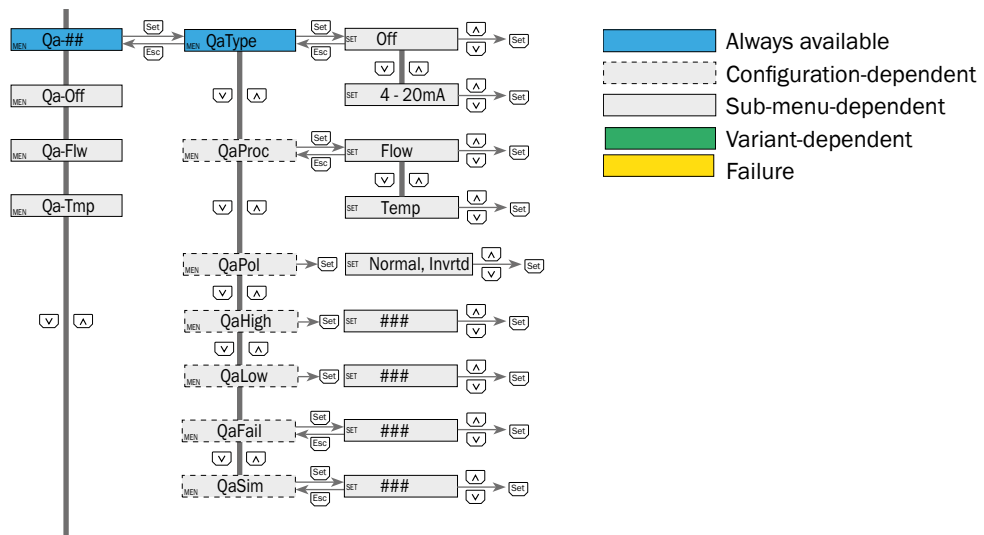 Set
MEN Qa-## Esc MEN QaType Set Esc SET Off Set
MEN Qa-Off SET 4 - 20mA Set
MEN Qa-Flw MEN QaProc Set Esc SET Flow Set
MEN Qa-Tmp SET Temp Set
MEN QaPol Set SET Normal, Invrtd Set
MEN QaHigh Set SET ### Set
MEN QaLow Set SET ### Set
MEN QaFail Set Esc SET ### Set
MEN QaSim Set Esc SET ### Set
Always available
Configuration-dependent
Sub-menu-dependent
Variant-dependent
Failure